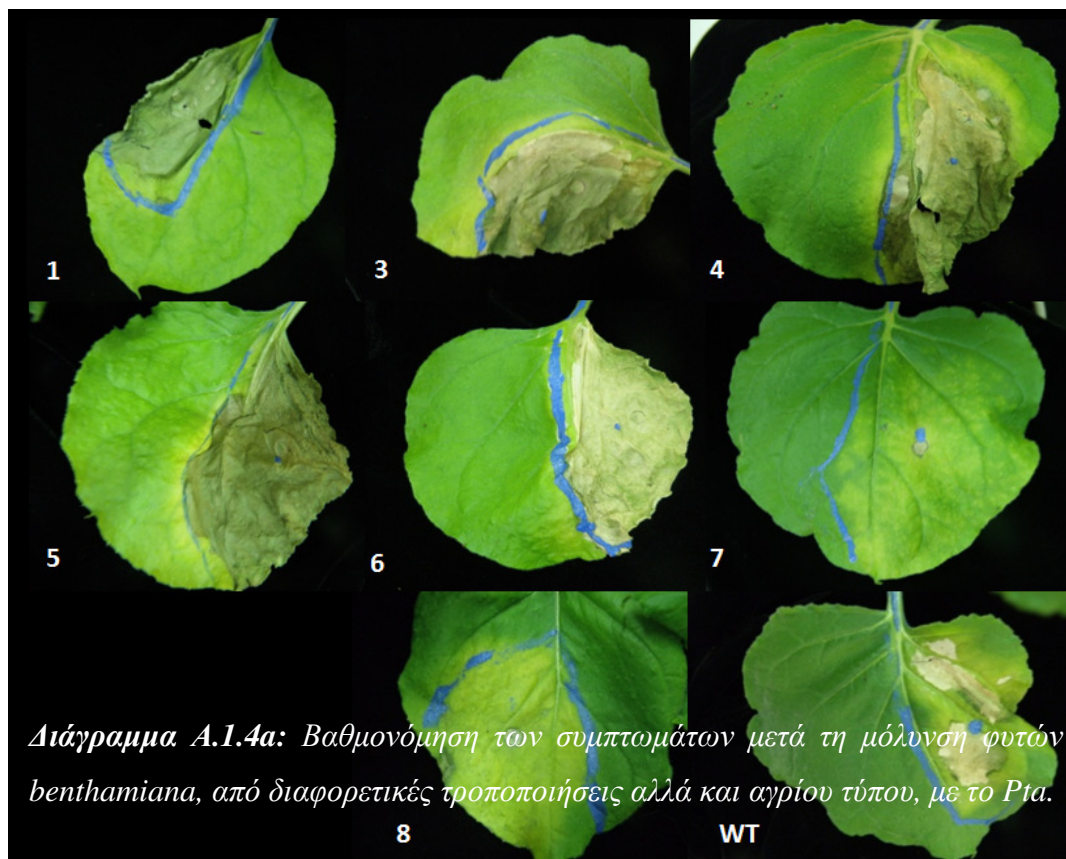 1
3
4
5
6
7
Διάγραμμα Α.1.4a: Βαθμονόμηση των συμπτωμάτων μετά τη μόλυνση φυτών
benthamiana, από διαφορετικές τροποποιήσεις αλλά και αγρίου τύπου, με το Pta.
8
WT